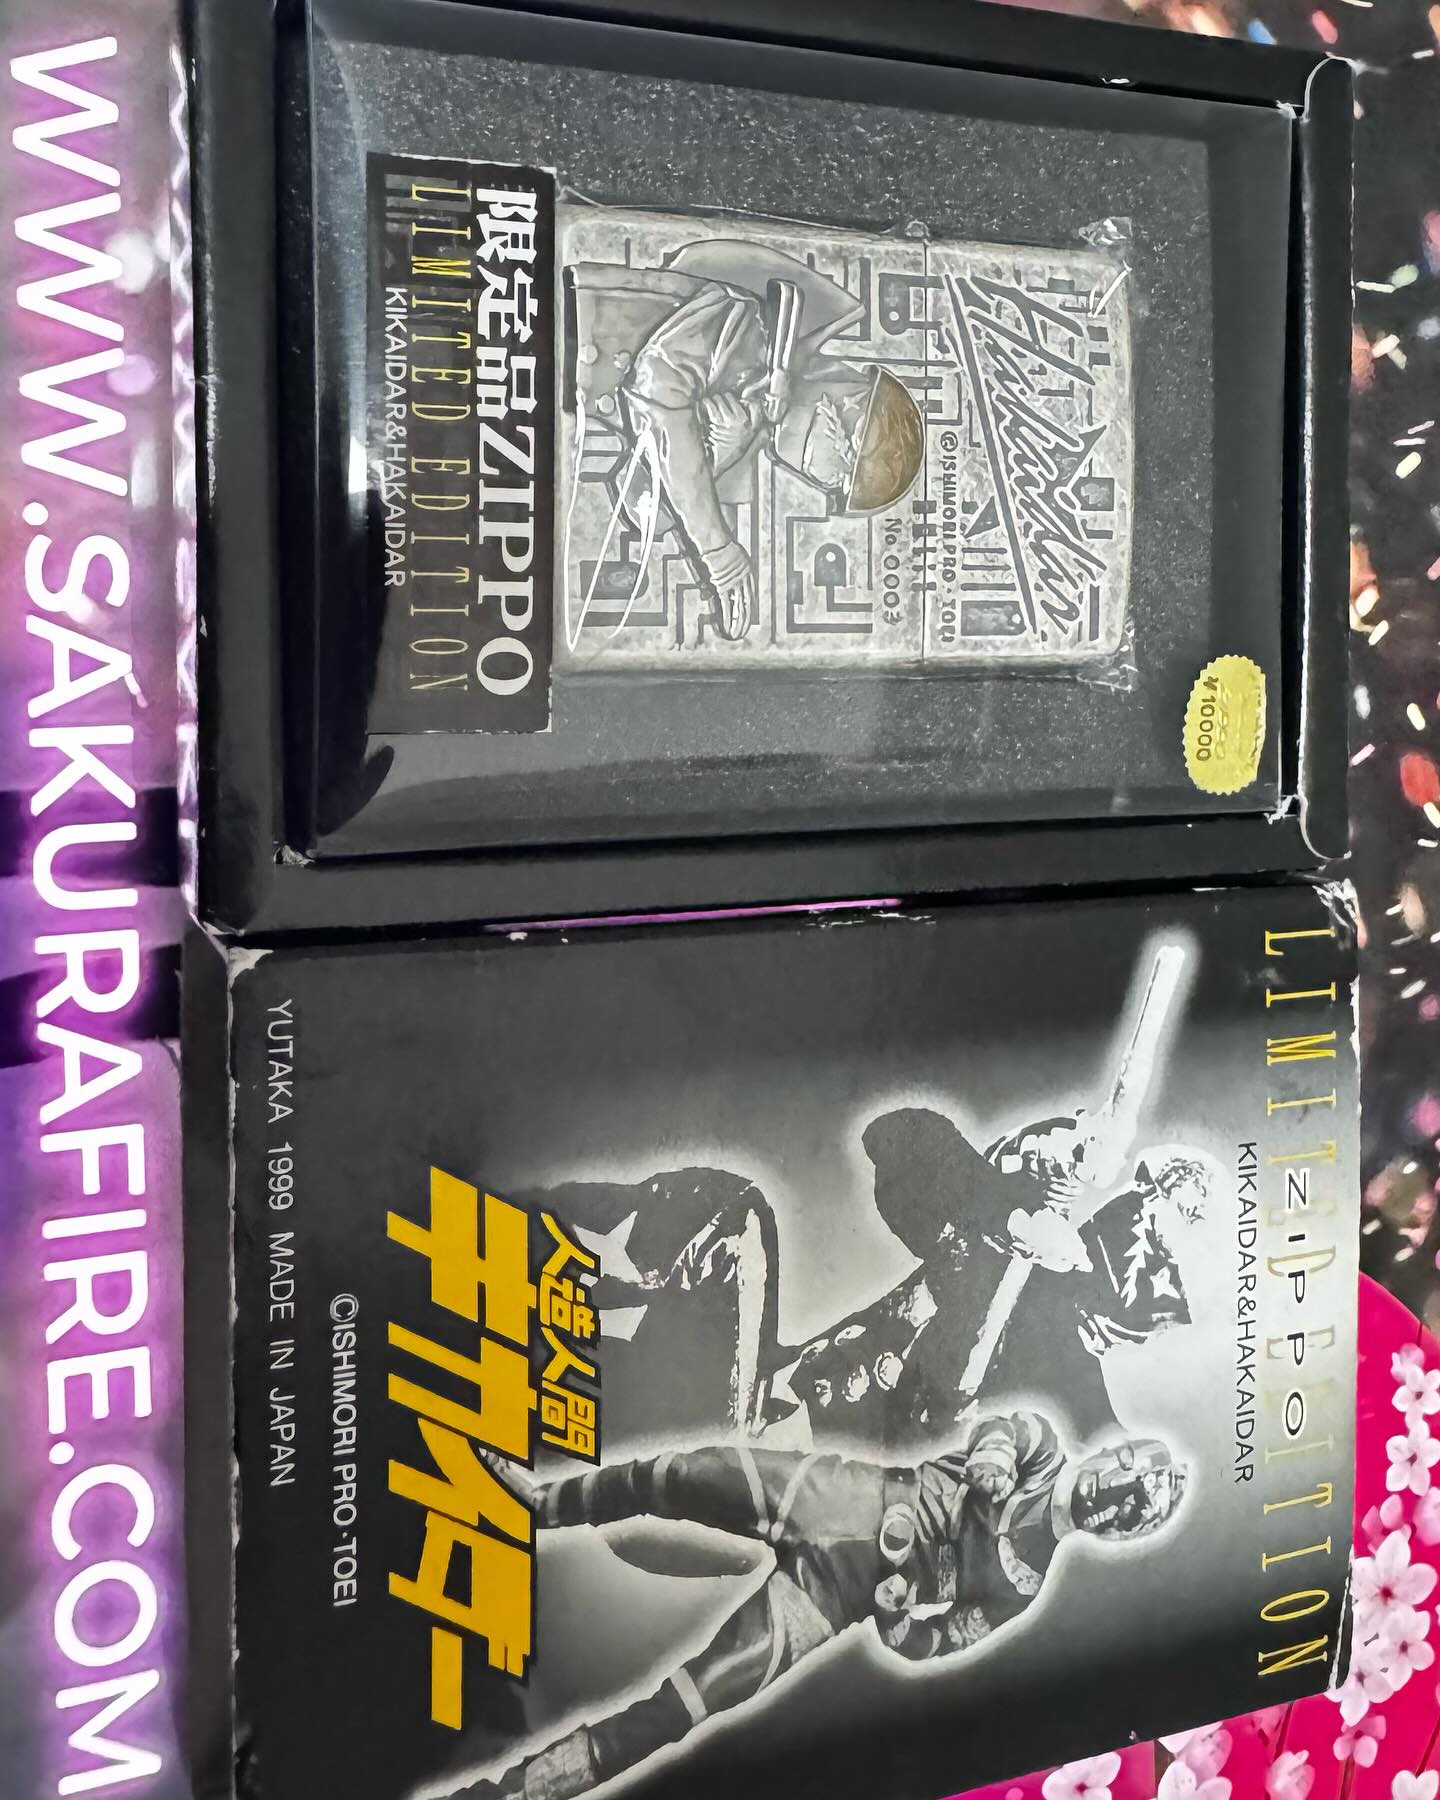 WWW.SAKURAFIRE.COM
Hakaidar
©ISHIMORI PRO・TOEI
No 0003
限定品ZIPPO
LIMITED EDITION
KIKAIDAR&HAKAIDAR
¥10000
LIMITED EDITION
ZIPPO
KIKAIDAR&HAKAIDAR
人造人間
キカイダー
©ISHIMORI PRO・TOEI
YUTAKA 1999 MADE IN JAPAN